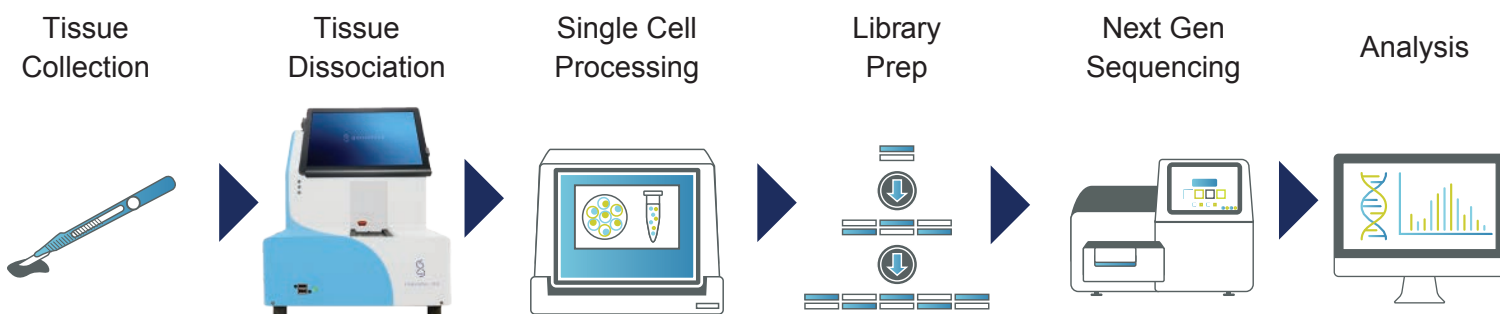 Tissue
Collection
Tissue
Dissociation
Single Cell
Processing
Library
Prep
Next Gen
Sequencing
Analysis